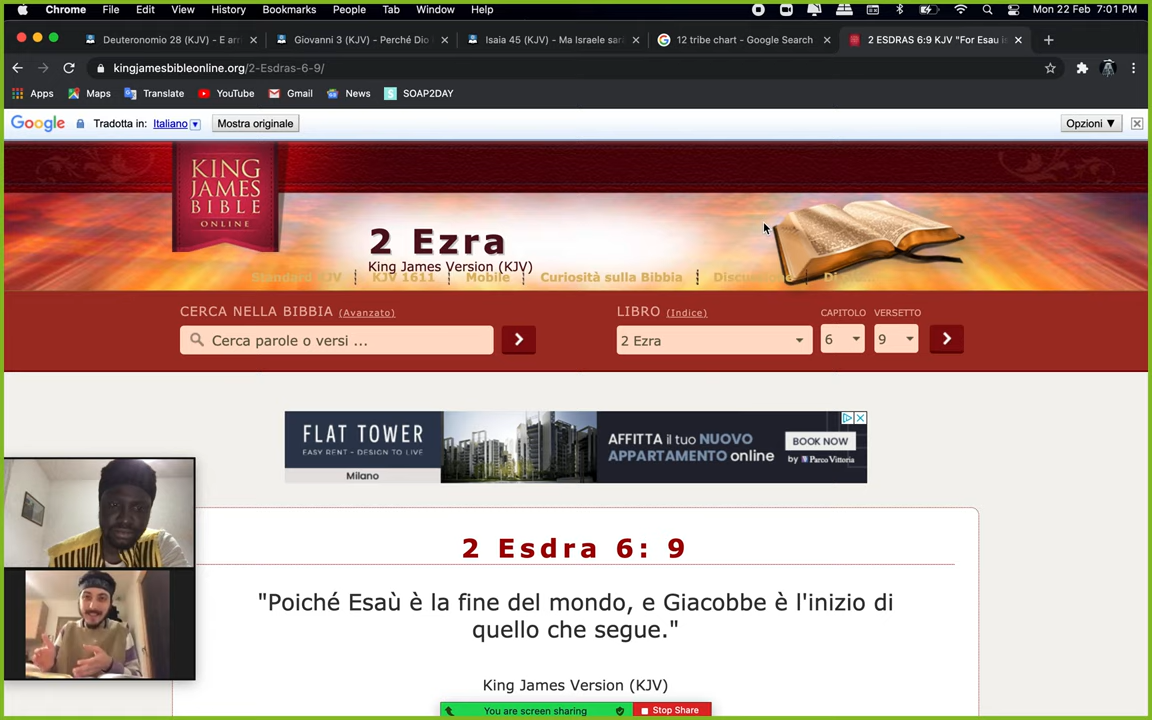 Chrome File Edit View History Bookmarks People Tab Window Help Mon 22 Feb 7:01 PM
Deuteronomio 28 (KJV) - E arr
Giovanni 3 (KJV) - Perché Dio
Isaia 45 (KJV) - Ma Israele sar
12 tribe chart - Google Search
2 ESDRAS 6:9 KJV "For Esau is
kingjamesbibleonline.org/2-Esdras-6-9/
Apps Maps Translate YouTube Gmail News SOAP2DAY
Google Tradotta in: Italiano Mostra originale Opzioni ▼
KING
JAMES
BIBLE
ONLINE
2 Ezra
King James Version (KJV)
Standard KJV KJV 1611 Mobile Curiosità sulla Bibbia
CERCA NELLA BIBBIA (Avanzato)
Cerca parole o versi ...
LIBRO (Indice) CAPITOLO VERSETTO
2 Ezra 6 9
FLAT TOWER
EASY RENT - DESIGN TO LIVE
Milano
AFFITTA il tuo NUOVO
APPARTAMENTO online
BOOK NOW
by Parco Vittoria
2 Esdra 6: 9
"Poiché Esaù è la fine del mondo, e Giacobbe è l'inizio di
quello che segue."
King James Version (KJV)
You are screen sharing Stop Share